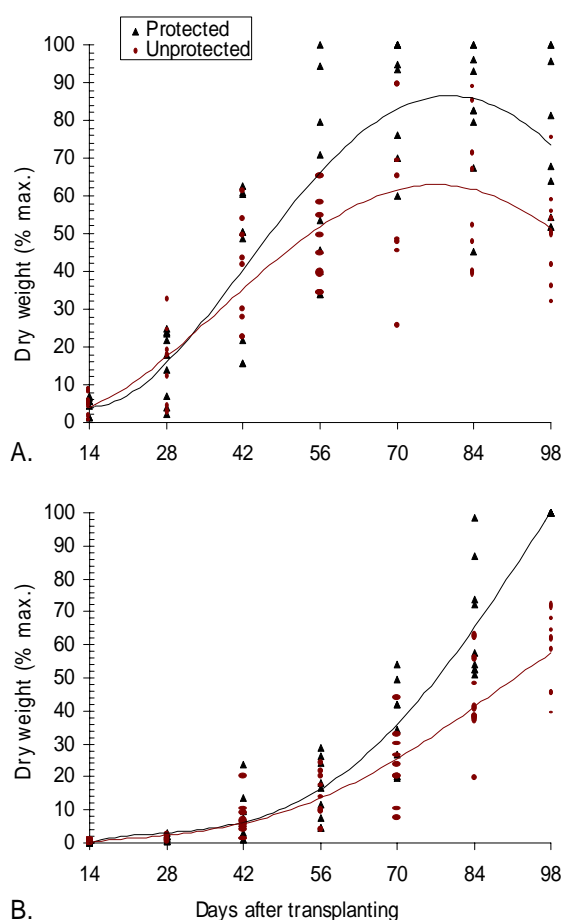 Protected
Unprotected
Dry weight (% max.)
100
90
80
70
60
50
40
30
20
10
0
14 28 42 56 70 84 98
A.
Dry weight (% max.)
100
90
80
70
60
50
40
30
20
10
0
14 28 42 56 70 84 98
B.
Days after transplanting